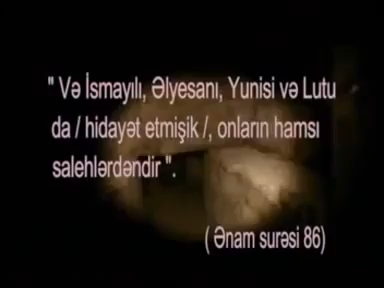 " Və İsmayılı, Əlyesanı, Yunisi və Lutu
da / hidayət etmişik /, onların hamsı
salehlərdəndir ".
( Ənam surəsi 86)